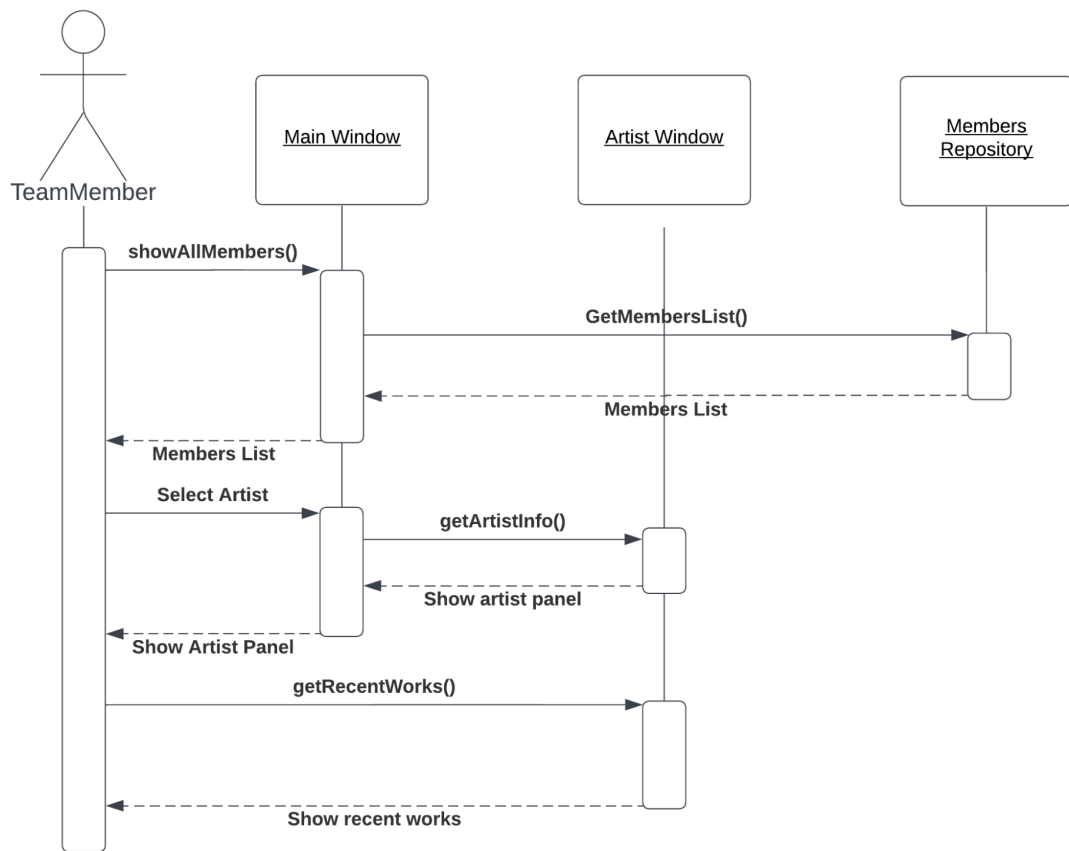 Main Window
Artist Window
Members
Repository
TeamMember
showAllMembers()
GetMembersList()
Members List
Members List
Select Artist
getArtistInfo()
Show artist panel
Show Artist Panel
getRecentWorks()
Show recent works